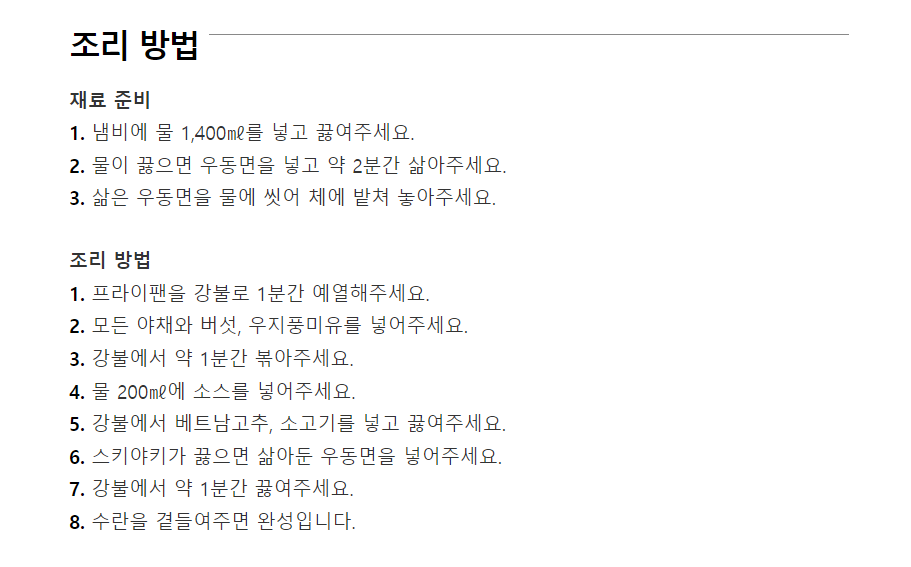 조리 방법
재료 준비
1. 냄비에 물 1,400㎖를 넣고 끓여주세요.
2. 물이 끓으면 우동면을 넣고 약 2분간 삶아주세요.
3. 삶은 우동면을 물에 씻어 체에 밭쳐 놓아주세요.
조리 방법
1. 프라이팬을 강불로 1분간 예열해주세요.
2. 모든 야채와 버섯, 우지풍미유를 넣어주세요.
3. 강불에서 약 1분간 볶아주세요.
4. 물 200㎖에 소스를 넣어주세요.
5. 강불에서 베트남고추, 소고기를 넣고 끓여주세요.
6. 스키야키가 끓으면 삶아둔 우동면을 넣어주세요.
7. 강불에서 약 1분간 끓여주세요.
8. 수란을 곁들여주면 완성입니다.